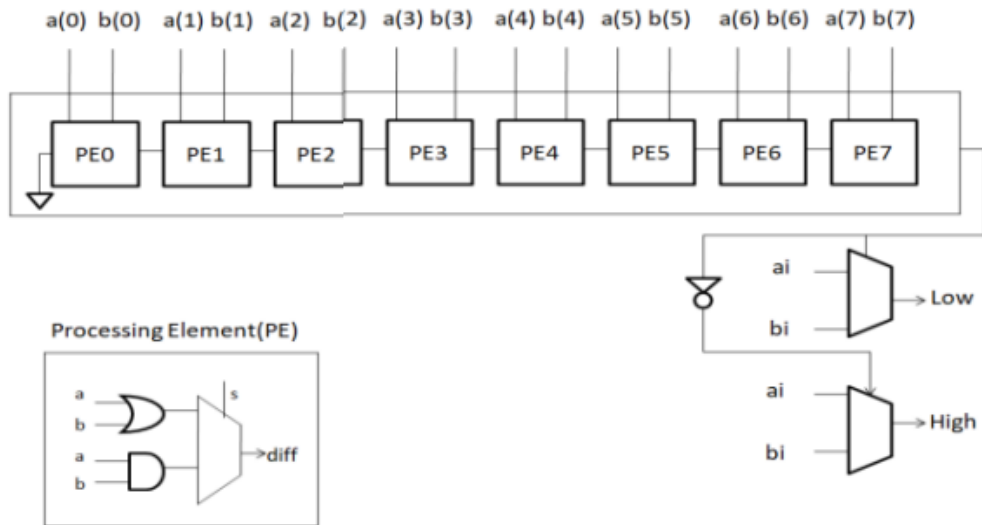 a(0) b(0) a(1) b(1) a(2) b(2) a(3) b(3) a(4) b(4) a(5) b(5) a(6) b(6) a(7) b(7)
PE0 PE1 PE2 PE3 PE4 PE5 PE6 PE7
ai
Low
bi
Processing Element(PE)
a
s
b
diff
a
b
ai
High
bi